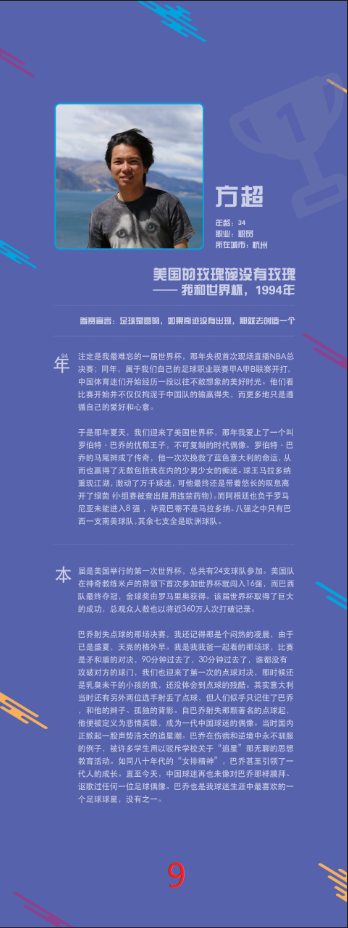 1
方超
年龄：34
职业：职员
所在城市：杭州
美国的玫瑰碗没有玫瑰
—— 我和世界杯，1994年
参赛宣言：足球是圆的，如果奇迹没有出现，那就去创造一个
94
年
注定是我最难忘的一届世界杯，那年央视首次现场直播NBA总
决赛；同年，属于我们自己的足球职业联赛甲A甲B联赛开打，
中国体育迷们开始经历一段以往不敢想象的美好时光。他们看
比赛开始并不仅仅拘泥于中国队的输赢得失，而更多地只是遵
循自己的爱好和心意。
于是那年夏天，我们迎来了美国世界杯，那年我爱上了一个叫
罗伯特·巴乔的忧郁王子，不可复制的时代偶像。罗伯特·巴
乔的马尾辫成了传奇，他一次次挽救了蓝色意大利的命运，从
而也赢得了无数包括我在内的少男少女的痴迷。球王马拉多纳
重现江湖，激动了万千球迷，可他最终还是带着悠长的叹息离
开了绿茵（小组赛被查出服用违禁药物）。而阿根廷也负于罗马
尼亚未能进入8强，毕竟巴蒂不是马拉多纳。八强之中只有巴
西一支南美球队，其余七支全是欧洲球队。
本
届是美国举行的第一次世界杯，总共有24支球队参加。美国队
在神奇教练米卢的带领下首次参加世界杯就闯入16强，而巴西
队最终夺冠，金球奖由罗马里奥获得。该届世界杯取得了巨大
的成功，总观众人数也以将近360万人次打破记录。
巴乔射失点球的那场决赛，我还记得那是个闷热的凌晨，由于
已是盛夏，天亮的格外早。我是我我爸一起看的那场球，比赛
是矛和盾的对决，90分钟过去了，30分钟过去了，谁都没有
攻破对方的球门，我们也迎来了第一次的点球对决，那时候还
是乳臭未干的小孩的我，还没体会到点球的残酷。其实意大利
当时还有另外两位选手射丢了点球，但人们似乎只记住了巴乔
，和他的辫子、孤独的背影。自巴乔射失那颗著名的点球起，
他便被定义为悲情英雄，成为一代中国球迷的偶像。当时国内
正掀起一股声势浩大的追星潮，巴乔在伤病和逆境中永不驯服
的例子，被许多学生用以驳斥学校关于“追星”那无聊的思想
教育活动。如同八十年代的“女排精神”，巴乔甚至引领了一
代人的成长。直至今天，中国球迷再也未像对巴乔那样膜拜、
讴歌过任何一位足球偶像。巴乔也是我球迷生涯中最喜欢的一
个足球球星，没有之一。
9